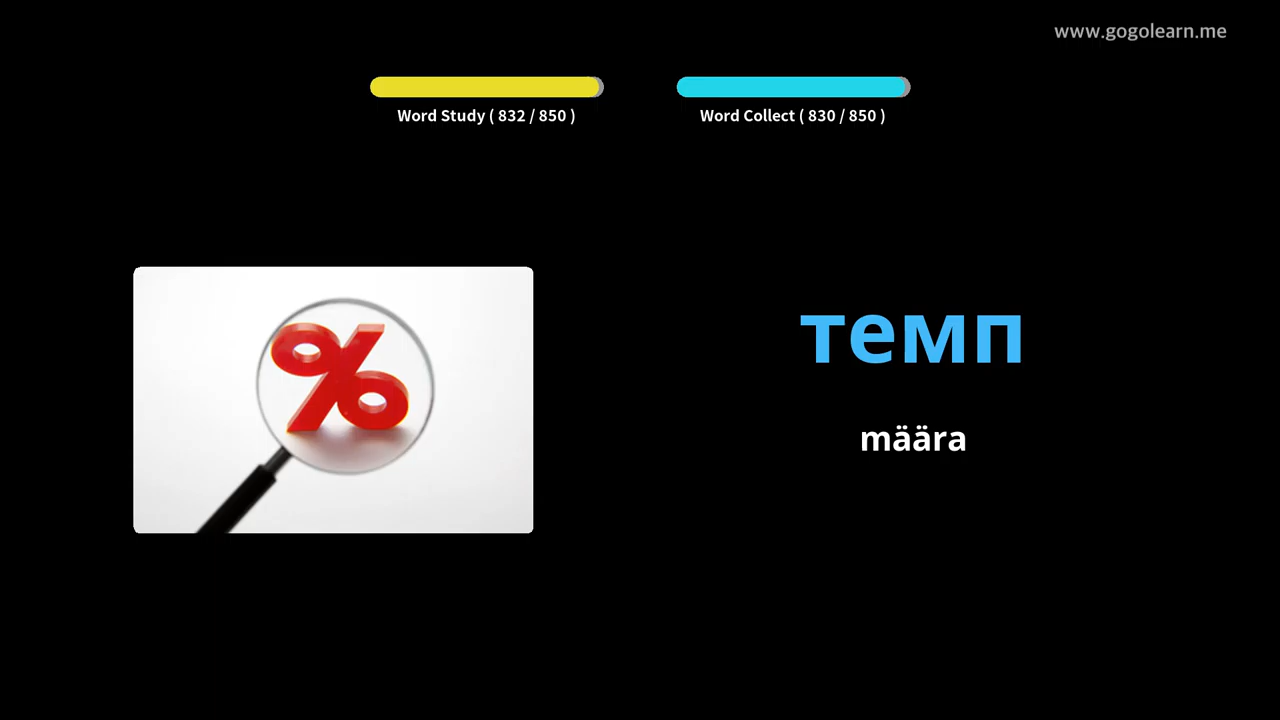 www.gogolearn.me
Word Study ( 832 / 850 )
Word Collect ( 830 / 850 )
%
темп
määra